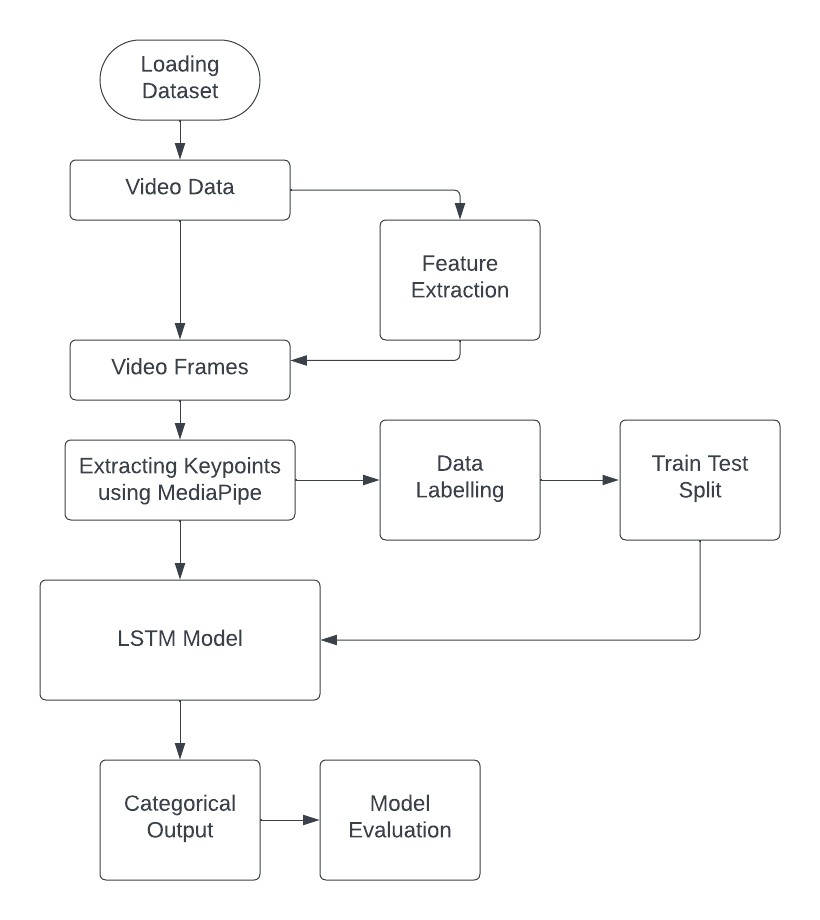 Loading
Dataset
Video Data
Feature
Extraction
Video Frames
Extracting Keypoints
using MediaPipe
Data
Labelling
Train Test
Split
LSTM Model
Categorical
Output
Model
Evaluation